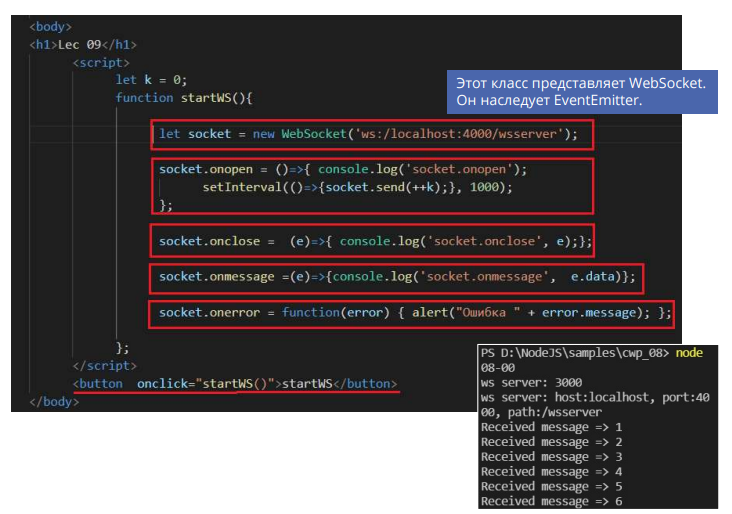 <body>
<h1>Lec 09</h1>
<script>
let k = 0;
function startWS(){
Этот класс представляет WebSocket.
Он наследует EventEmitter.
let socket = new WebSocket('ws:/localhost:4000/wsserver');
socket.onopen = ()=>{ console.log('socket.onopen');
setInterval(()=>{socket.send(++k);}, 1000);
};
socket.onclose = (e)=>{ console.log('socket.onclose', e);};
socket.onmessage =(e)=>{console.log('socket.onmessage', e.data)};
socket.onerror = function(error) { alert("Ошибка " + error.message); };
};
</script>
<button onclick="startWS()">startWS</button>
</body>
PS D:\NodeJS\samples\cwp_08> node
08-00
ws server: 3000
ws server: host:localhost, port:40
00, path:/wsserver
Received message => 1
Received message => 2
Received message => 3
Received message => 4
Received message => 5
Received message => 6